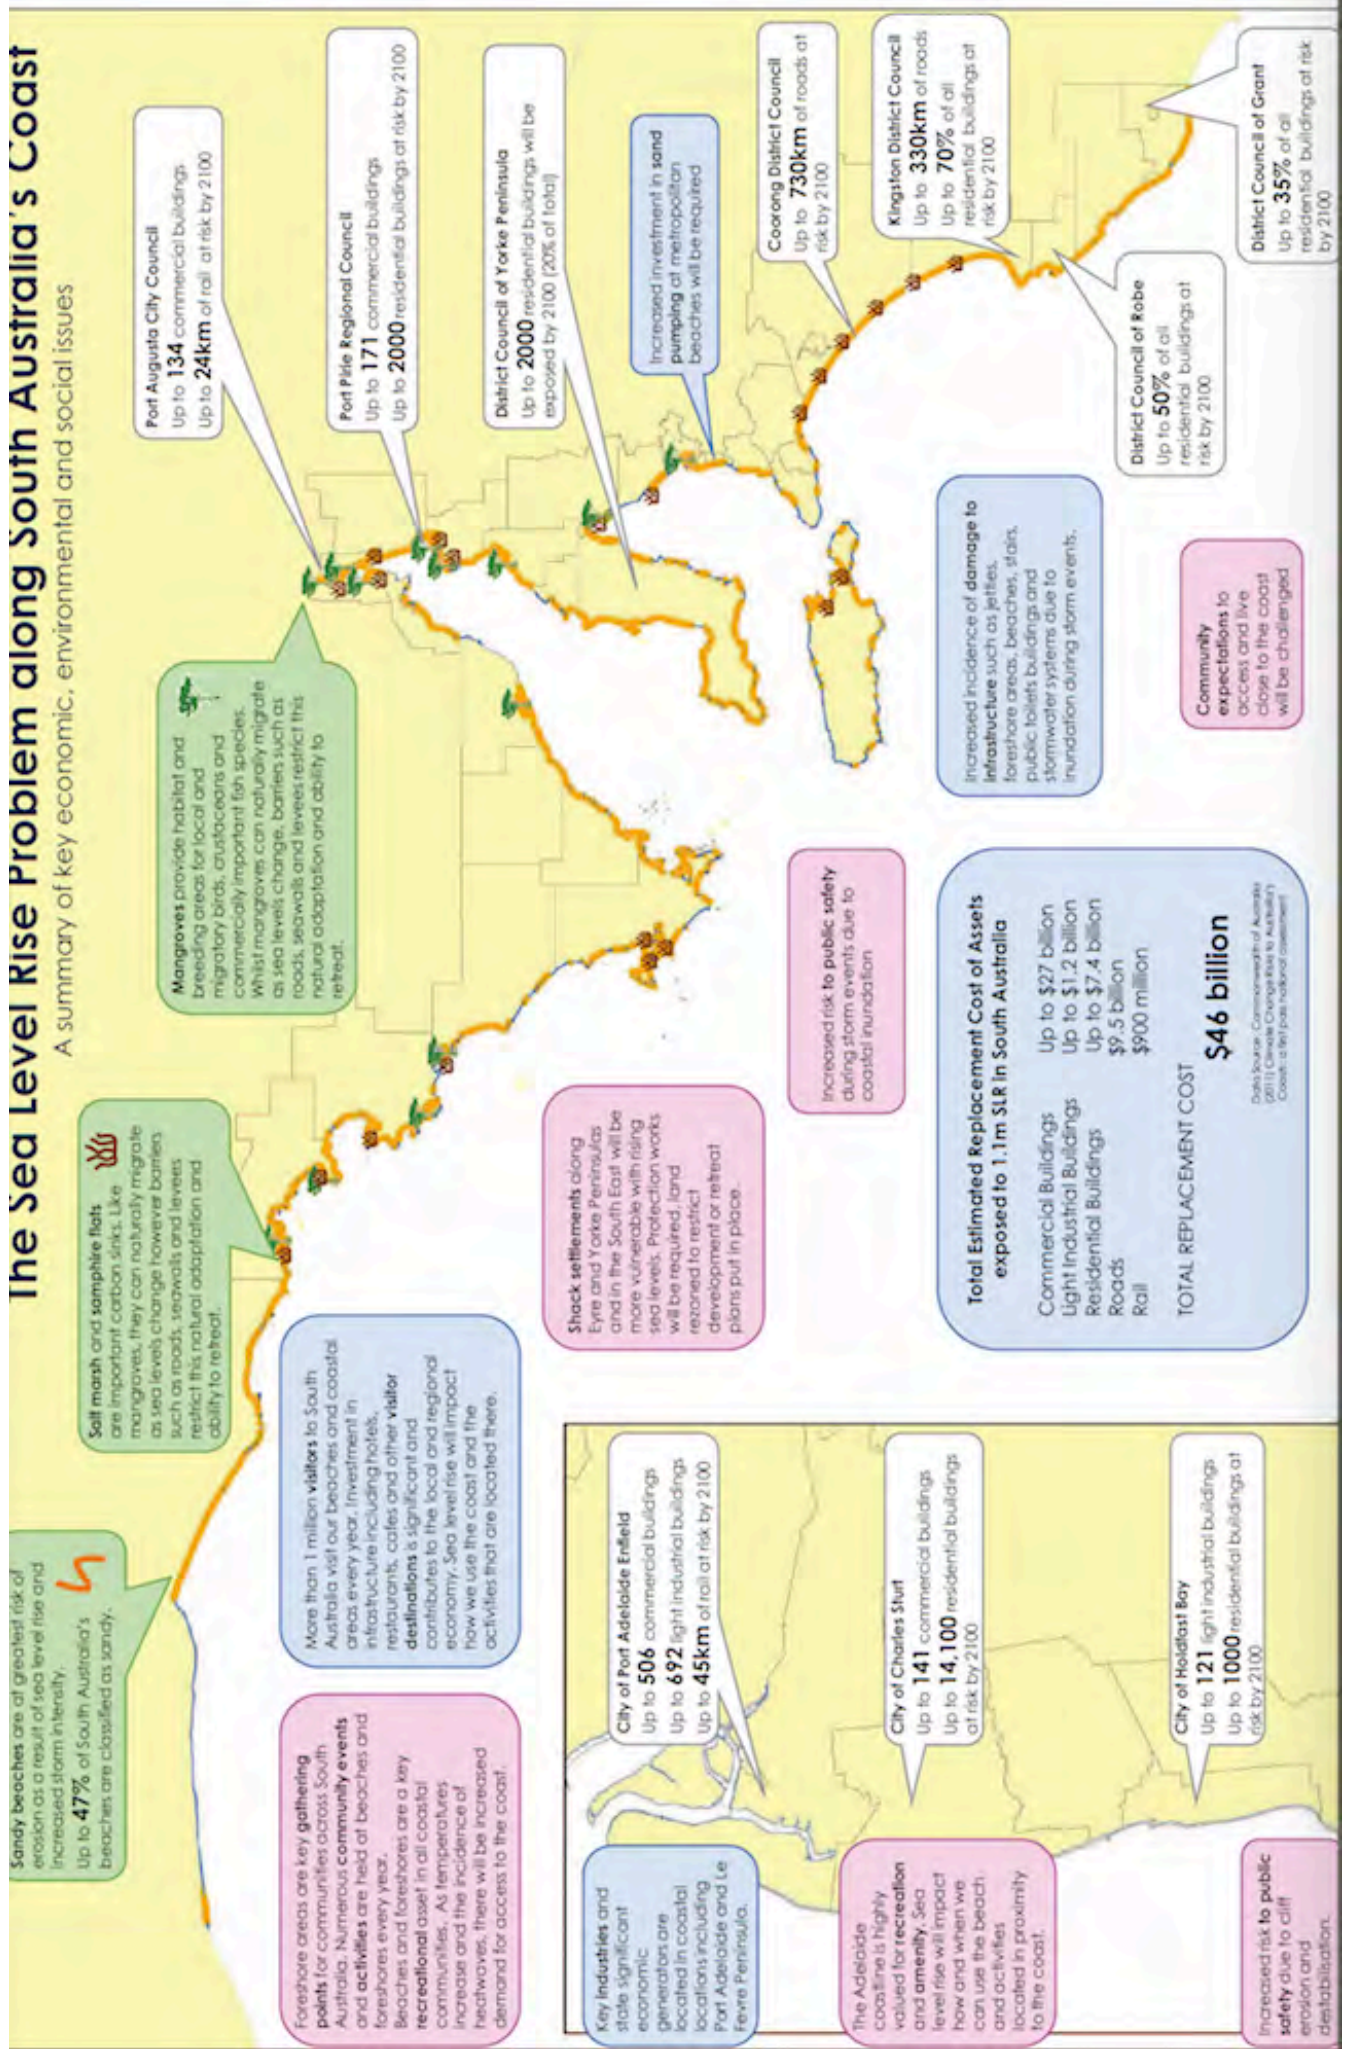 The Sea Level Rise Problem along South Australia's Coast
A summary of key economic, environmental and social issues
Sandy beaches are at greatest risk of
erosion as a result of sea level rise and
increased storm intensity.
Up to 47% of South Australia's
beaches are classified as sandy.
Salt marsh and samphire flats
are important carbon sinks. Like
mangroves, they can naturally migrate
as sea levels change however barriers
such as roads, seawalls and levees
restrict this natural adaptation and
ability to retreat.
Mangroves provide habitat and
breeding areas for local and
migratory birds, crustaceans and
commercially important fish species.
Whilst mangroves can naturally migrate
as sea levels change, barriers such as
roads, seawalls and levees restrict this
natural adaptation and ability to
retreat.
Port Augusta City Council
Up to 134 commercial buildings
Up to 24km of rail at risk by 2100
Port Pirie Regional Council
Up to 171 commercial buildings
Up to 2000 residential buildings at risk by 2100
District Council of Yorke Peninsula
Up to 2000 residential buildings will be
exposed by 2100 (20% of total)
Increased investment in sand
pumping at metropolitan
beaches will be required
Coorong District Council
Up to 730km of roads at
risk by 2100
Kingston District Council
Up to 330km of roads
Up to 70% of all
residential buildings at
risk by 2100
District Council of Robe
Up to 50% of all
residential buildings at
risk by 2100
District Council of Grant
Up to 35% of all
residential buildings at risk
by 2100
Foreshore areas are key gathering
points for communities across South
Australia. Numerous community events
and activities are held at beaches and
foreshores every year.
Beaches and foreshores are a key
recreational asset in all coastal
communities. As temperatures
increase and the incidence of
heatwaves, there will be increased
demand for access to the coast.
More than 1 million visitors to South
Australia visit our beaches and coastal
areas every year. Investment in
infrastructure including hotels,
restaurants, cafes and other visitor
destinations is significant and
contributes to the local and regional
economy. Sea level rise will impact
how we use the coast and the
activities that are located there.
Shack settlements along
Eyre and Yorke Peninsulas
and in the South East will be
more vulnerable with rising
sea levels. Protection works
will be required, land
rezoned to restrict
development or retreat
plans put in place.
Increased risk to public safety
during storm events due to
coastal inundation
Increased incidence of damage to
infrastructure such as jetties,
foreshore areas, beaches, stairs,
public toilets buildings and
stormwater systems due to
inundation during storm events.
Community
expectations to
access and live
close to the coast
will be challenged
Key industries and
state significant
economic
generators are
located in coastal
locations including
Port Adelaide and Le
Fevre Peninsula.
The Adelaide
coastline is highly
valued for recreation
and amenity. Sea
level rise will impact
how and when we
can use the beach
and activities
located in proximity
to the coast.
Increased risk to public
safety due to cliff
erosion and
destabilisation.
City of Port Adelaide Enfield
Up to 506 commercial buildings
Up to 692 light industrial buildings
Up to 45km of rail at risk by 2100
City of Charles Sturt
Up to 141 commercial buildings
Up to 14,100 residential buildings
at risk by 2100
City of Holdfast Bay
Up to 121 light industrial buildings
Up to 1000 residential buildings at
risk by 2100
Total Estimated Replacement Cost of Assets
exposed to 1.1m SLR in South Australia
Commercial Buildings Up to $27 billion
Light Industrial Buildings Up to $1.2 billion
Residential Buildings Up to $7.4 billion
Roads $9.5 billion
Rail $900 million
TOTAL REPLACEMENT COST
$46 billion
Data Source: Commonwealth of Australia
(2011) Climate Change Risks to Australia's
Coast: a first pass national assessment